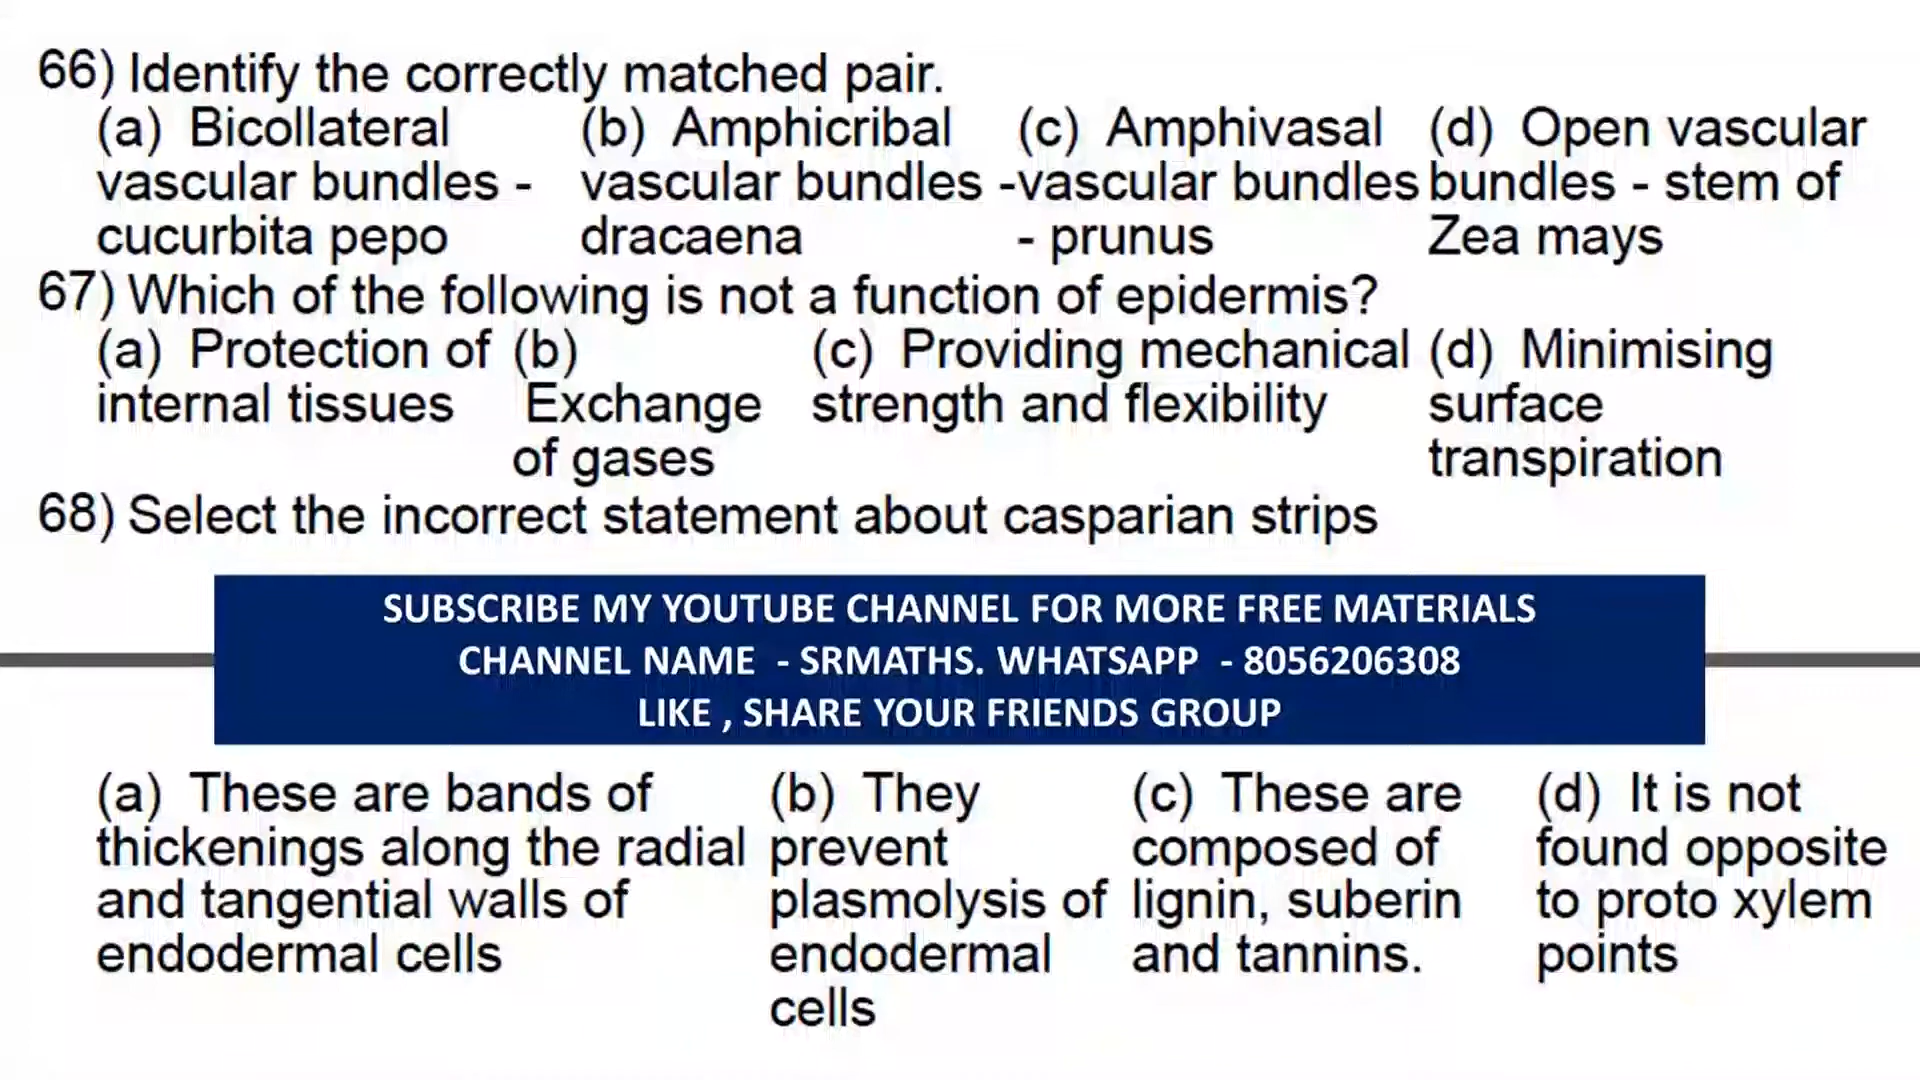 66) Identify the correctly matched pair.
(a) Bicollateral (b) Amphicribal (c) Amphivasal (d) Open vascular
vascular bundles - vascular bundles - vascular bundles bundles - stem of
cucurbita pepo dracaena - prunus Zea mays
67) Which of the following is not a function of epidermis?
(a) Protection of (b) (c) Providing mechanical (d) Minimising
internal tissues Exchange strength and flexibility surface
of gases transpiration
68) Select the incorrect statement about casparian strips
SUBSCRIBE MY YOUTUBE CHANNEL FOR MORE FREE MATERIALS
CHANNEL NAME - SRMATHS. WHATSAPP - 8056206308
LIKE , SHARE YOUR FRIENDS GROUP
(a) These are bands of (b) They (c) These are (d) It is not
thickenings along the radial prevent composed of found opposite
and tangential walls of plasmolysis of lignin, suberin to proto xylem
endodermal cells endodermal and tannins. points
cells